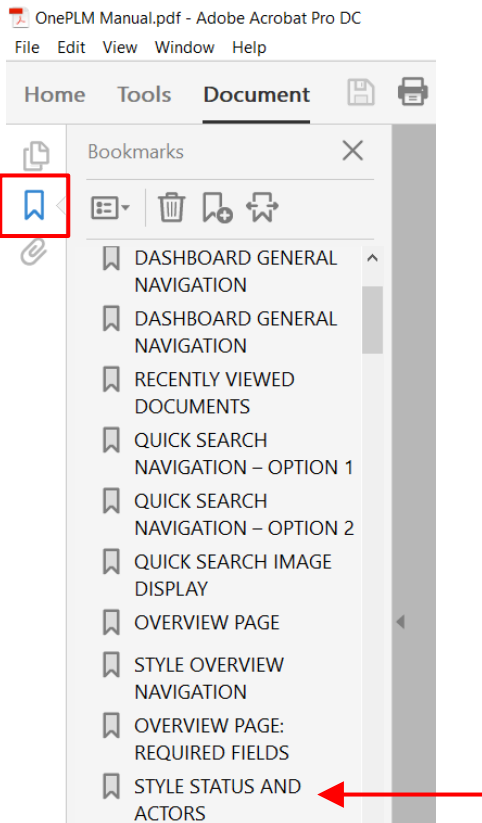 OnePLM Manual.pdf - Adobe Acrobat Pro DC
File Edit View Window Help
Home Tools Document
Bookmarks
DASHBOARD GENERAL
NAVIGATION
DASHBOARD GENERAL
NAVIGATION
RECENTLY VIEWED
DOCUMENTS
QUICK SEARCH
NAVIGATION – OPTION 1
QUICK SEARCH
NAVIGATION – OPTION 2
QUICK SEARCH IMAGE
DISPLAY
OVERVIEW PAGE
STYLE OVERVIEW
NAVIGATION
OVERVIEW PAGE:
REQUIRED FIELDS
STYLE STATUS AND
ACTORS